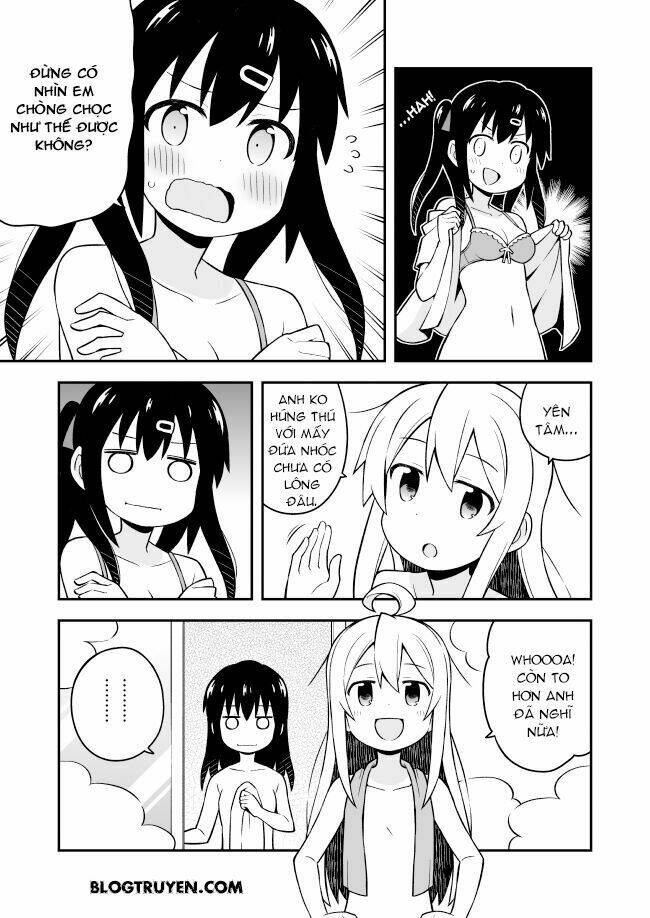 ...HAH!
ĐỪNG CÓ
NHÌN EM
CHÒNG CHỌC
NHƯ THẾ ĐƯỢC
KHÔNG?
YÊN
TÂM...
ANH KO
HỨNG THÚ
VỚI MẤY
ĐỨA NHÓC
CHƯA CÓ
LÔNG
ĐÂU.
WHOOOA!
CÒN TO
HƠN ANH
ĐÃ NGHĨ
NỮA!
BLOGTRUYEN.COM